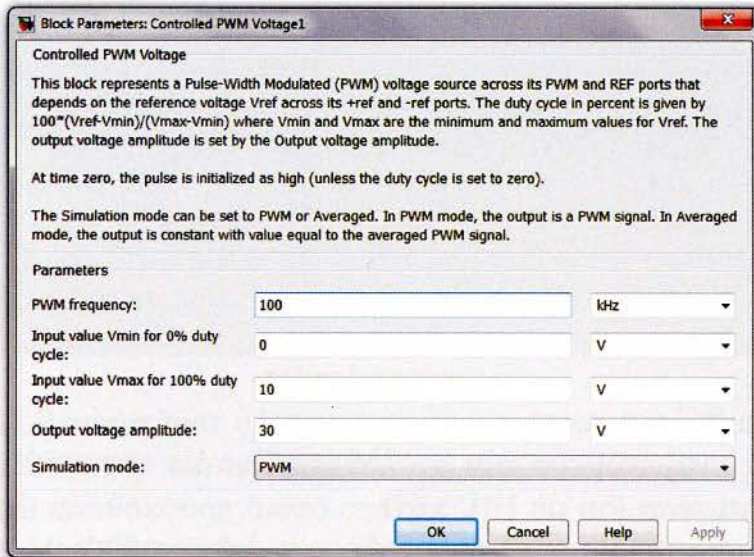 Block Parameters: Controlled PWM Voltage1
Controlled PWM Voltage
This block represents a Pulse-Width Modulated (PWM) voltage source across its PWM and REF ports that
depends on the reference voltage Vref across its +ref and -ref ports. The duty cycle in percent is given by
100*(Vref-Vmin)/(Vmax-Vmin) where Vmin and Vmax are the minimum and maximum values for Vref. The
output voltage amplitude is set by the Output voltage amplitude.
At time zero, the pulse is initialized as high (unless the duty cycle is set to zero).
The Simulation mode can be set to PWM or Averaged. In PWM mode, the output is a PWM signal. In Averaged
mode, the output is constant with value equal to the averaged PWM signal.
Parameters
PWM frequency: 100 kHz
Input value Vmin for 0% duty
cycle: 0 V
Input value Vmax for 100% duty
cycle: 10 V
Output voltage amplitude: 30 V
Simulation mode: PWM
OK Cancel Help Apply